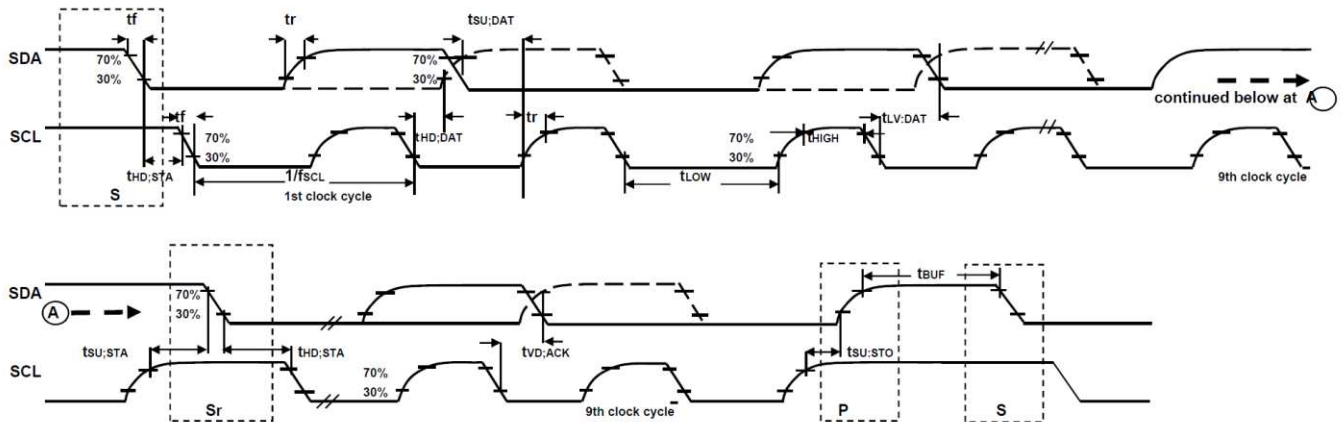 tf tr tSU;DAT
SDA 70% 70%
30% 30%
continued below at A
tf tHD;DAT tr tLV:DAT
SCL 70% 70% tHIGH
30% 30%
tHD;STA 1/fSCL tLOW
S 1st clock cycle 9th clock cycle
tBUF
SDA 70%
A 30%
tSU;STA tHD;STA tVD;ACK tSU:STO
SCL 70%
30%
Sr 9th clock cycle P S